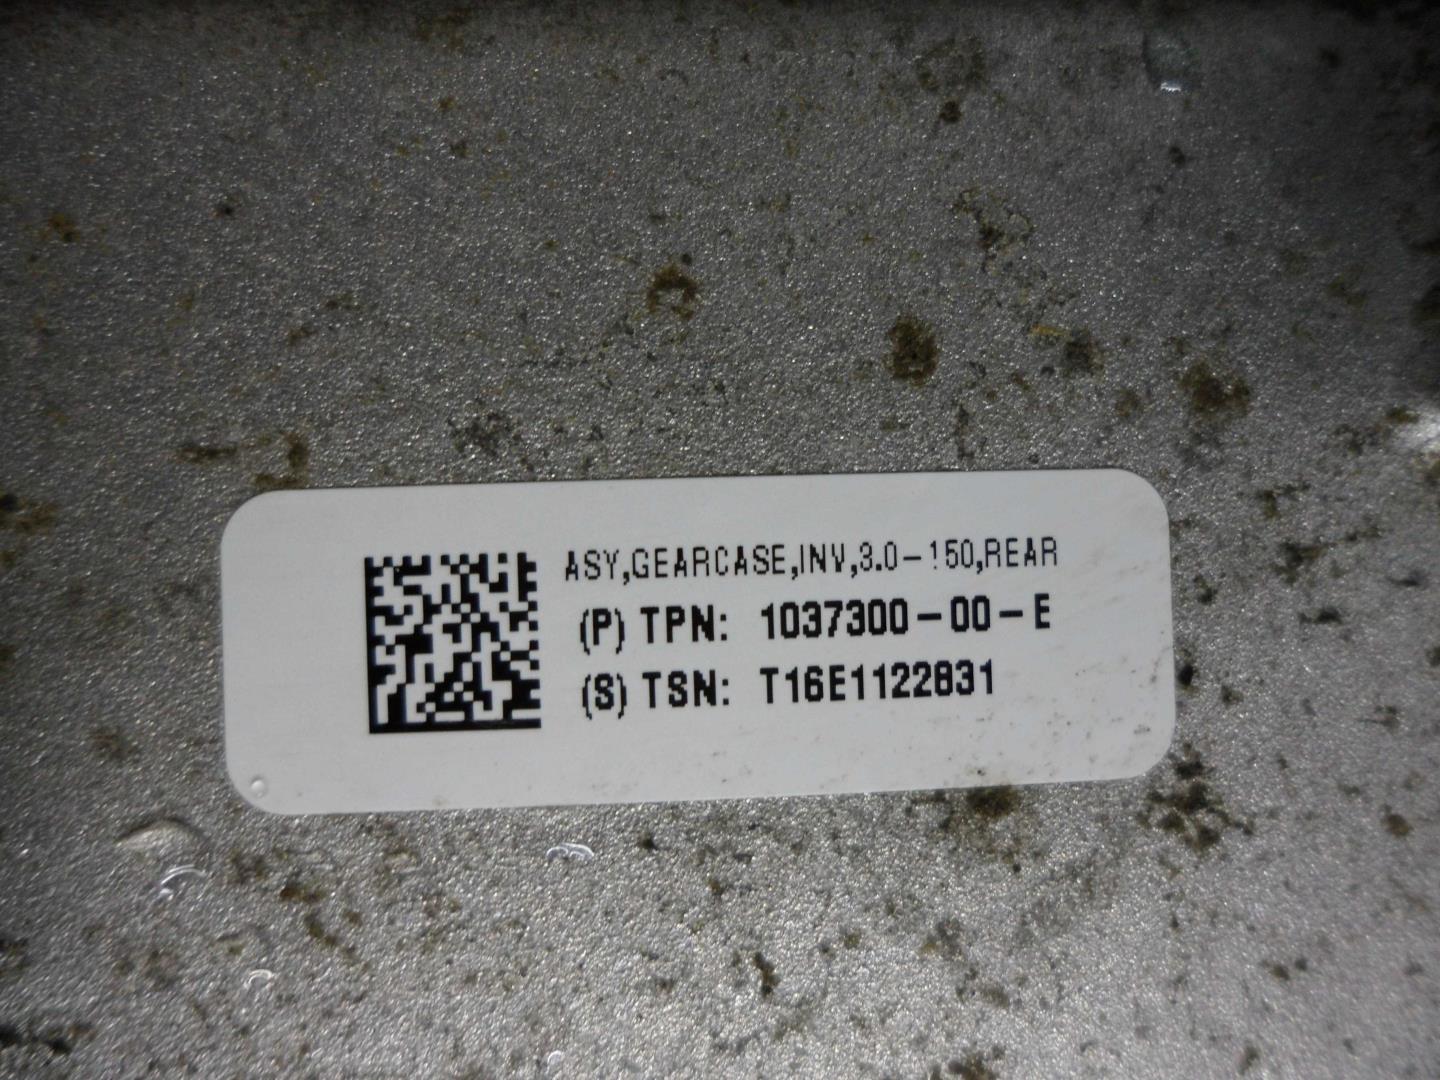 ASY,GEARCASE,INV,3.0-150,REAR
(P) TPN: 1037300-00-E
(S) TSN: T16E1122831